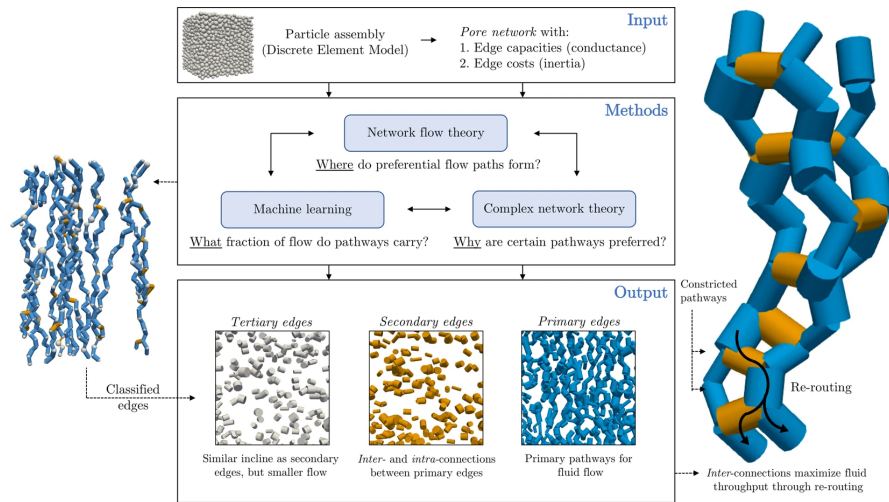 Input
Particle assembly
(Discrete Element Model)
Pore network with:
1. Edge capacities (conductance)
2. Edge costs (inertia)
Methods
Network flow theory
Where do preferential flow paths form?
Machine learning
Complex network theory
What fraction of flow do pathways carry?
Why are certain pathways preferred?
Output
Tertiary edges
Secondary edges
Primary edges
Similar incline as secondary
edges, but smaller flow
Inter- and intra-connections
between primary edges
Primary pathways for
fluid flow
Classified
edges
Constricted
pathways
Re-routing
Inter-connections maximize fluid
throughput through re-routing